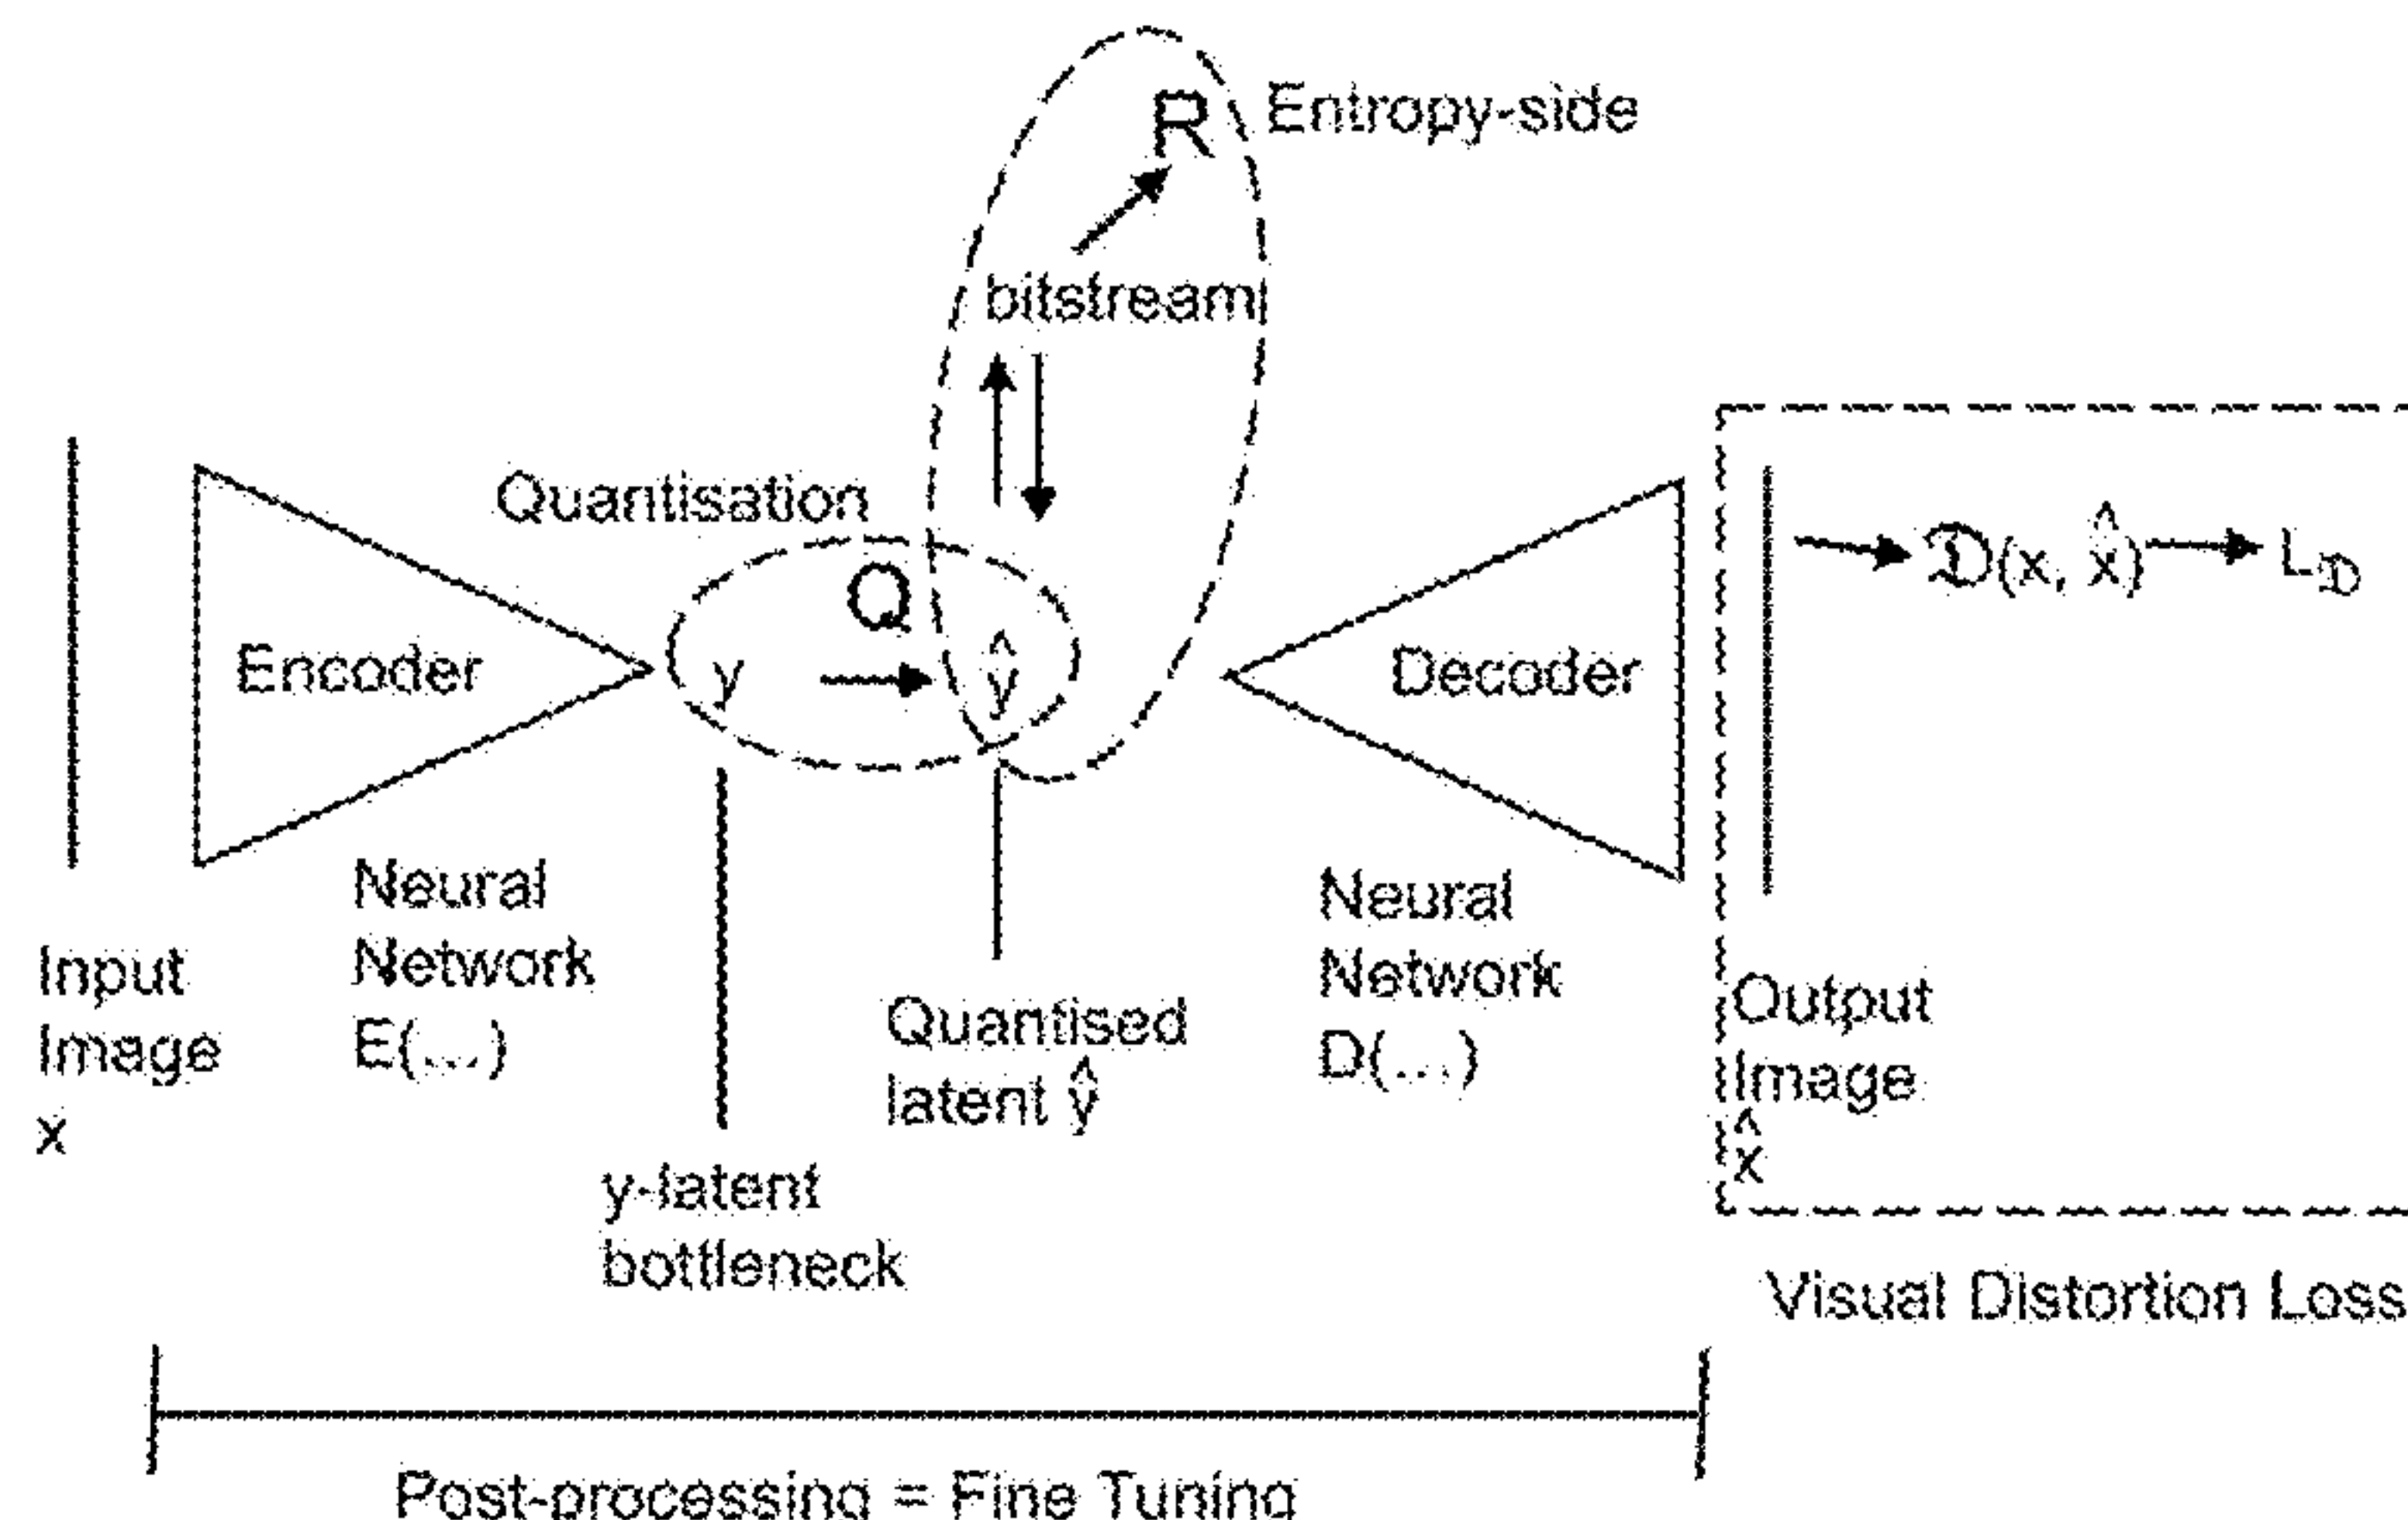 R Entropy-side
bitstream
Quantisation
Q
y
ŷ
Encoder
Decoder
𝔇(x, x̂)
L𝔇
Neural
Network
E(...)
Input
Image
x
y-latent
bottleneck
Quantised
latent ŷ
Neural
Network
D(...)
Output
Image
x̂
Visual Distortion Loss
Post-processing = Fine Tuning